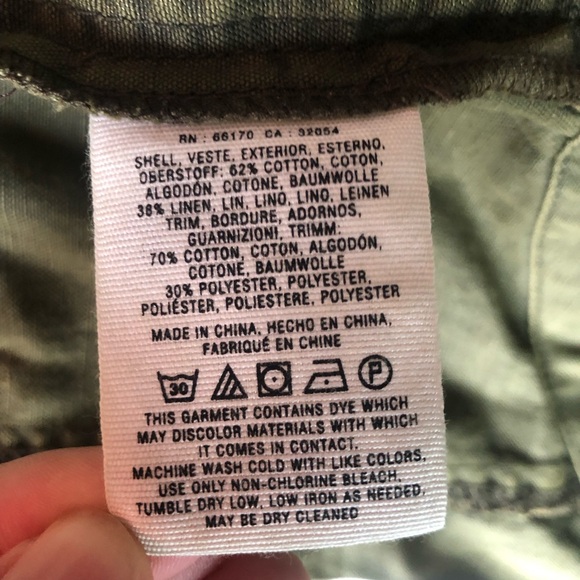 RN : 66170 CA : 32054
SHELL, VESTE, EXTERIOR, ESTERNO,
OBERSTOFF: 62% COTTON, COTON,
ALGODÓN, COTONE, BAUMWOLLE
38% LINEN, LIN, LINO, LINO, LEINEN
TRIM, BORDURE, ADORNOS,
GUARNIZIONI, TRIMM:
70% COTTON, COTON, ALGODÓN,
COTONE, BAUMWOLLE
30% POLYESTER, POLYESTER,
POLIÉSTER, POLIESTERE, POLYESTER
MADE IN CHINA, HECHO EN CHINA,
FABRIQUÉ EN CHINE
30 P
THIS GARMENT CONTAINS DYE WHICH
MAY DISCOLOR MATERIALS WITH WHICH
IT COMES IN CONTACT.
MACHINE WASH COLD WITH LIKE COLORS,
USE ONLY NON-CHLORINE BLEACH,
TUMBLE DRY LOW, LOW IRON AS NEEDED,
MAY BE DRY CLEANED